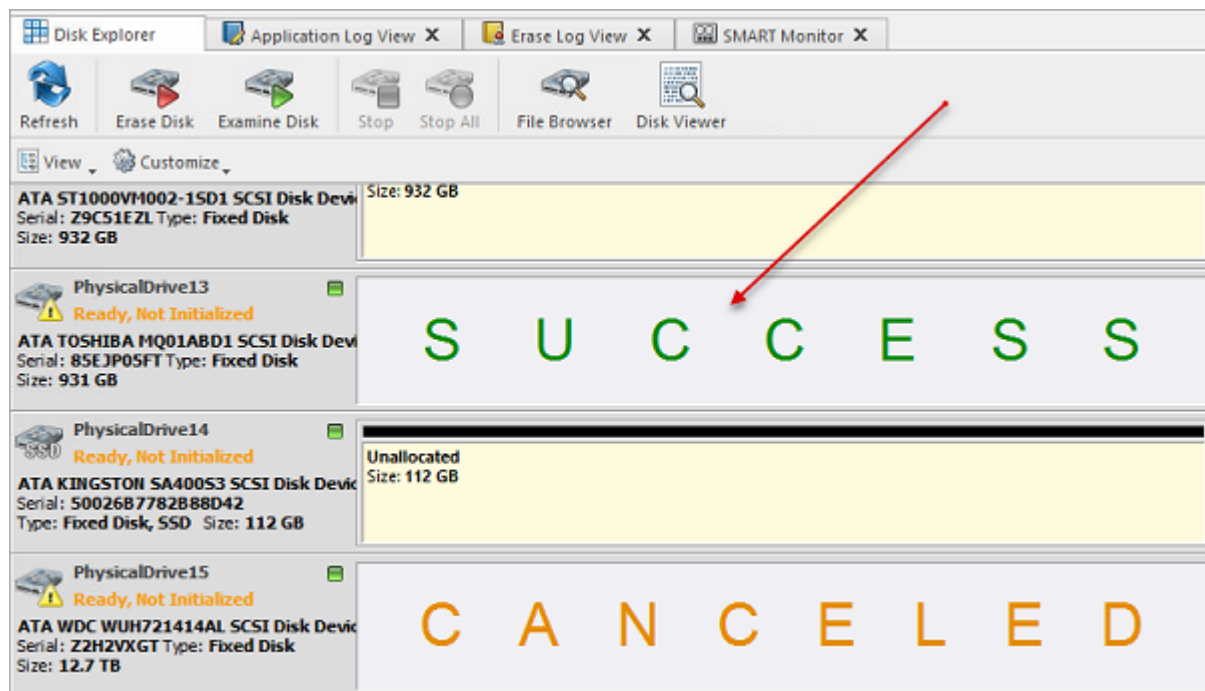 Disk Explorer Application Log View X Erase Log View X SMART Monitor X
Refresh Erase Disk Examine Disk Stop Stop All File Browser Disk Viewer
View Customize
ATA ST1000VM002-1SD1 SCSI Disk Devi
Serial: Z9C51EZL Type: Fixed Disk
Size: 932 GB
Size: 932 GB
PhysicalDrive13
Ready, Not Initialized
ATA TOSHIBA MQ01ABD1 SCSI Disk Devi
Serial: 85EJP05FT Type: Fixed Disk
Size: 931 GB
S U C C E S S
PhysicalDrive14
SSD
Ready, Not Initialized
ATA KINGSTON SA400S3 SCSI Disk Devic
Serial: 50026B7782B88D42
Type: Fixed Disk, SSD Size: 112 GB
Unallocated
Size: 112 GB
PhysicalDrive15
Ready, Not Initialized
ATA WDC WUH721414AL SCSI Disk Devic
Serial: Z2H2VXGT Type: Fixed Disk
Size: 12.7 TB
C A N C E L E D